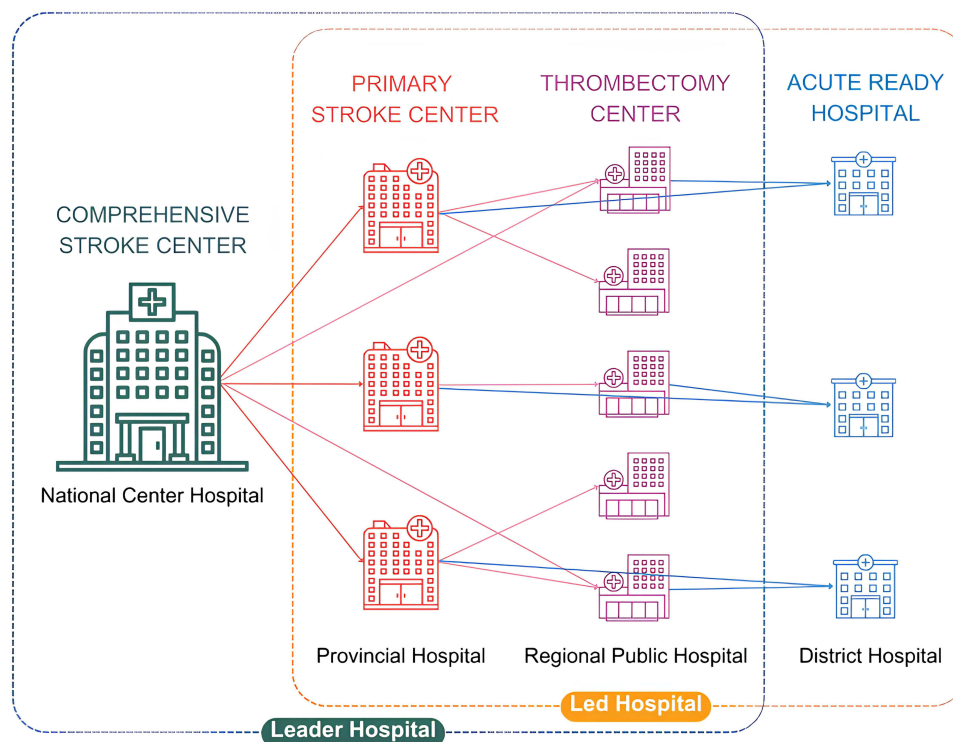 PRIMARY
STROKE CENTER
THROMBECTOMY
CENTER
ACUTE READY
HOSPITAL
COMPREHENSIVE
STROKE CENTER
National Center Hospital
Provincial Hospital
Regional Public Hospital
District Hospital
Led Hospital
Leader Hospital